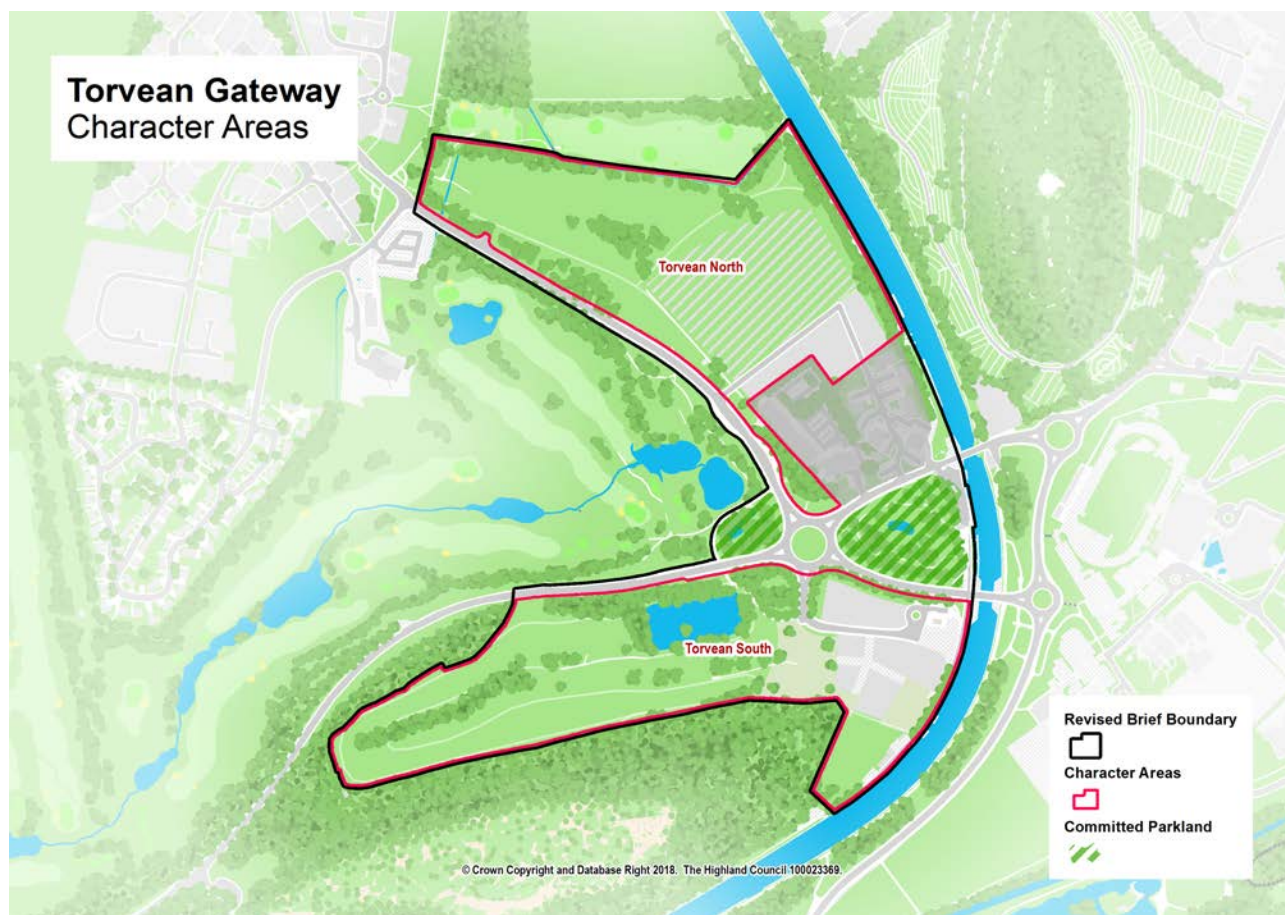 Torvean Gateway
Character Areas
Torvean North
Torvean South
Revised Brief Boundary
Character Areas
Committed Parkland
© Crown Copyright and Database Right 2018. The Highland Council 100023369.